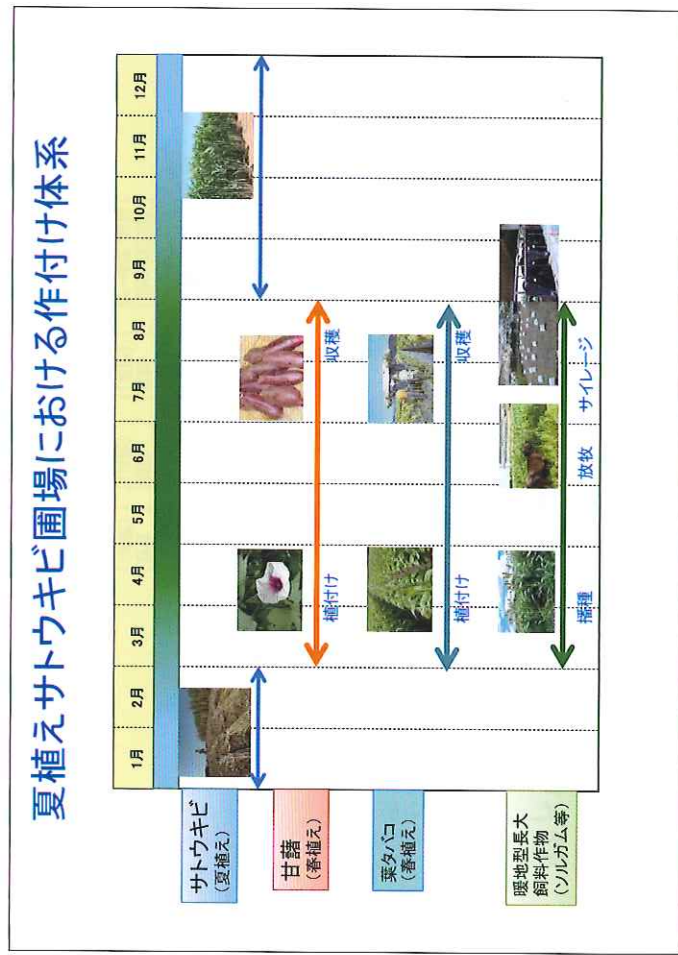 夏植えサトウキビ圃場における作付け体系
1月 2月 3月 4月 5月 6月 7月 8月 9月 10月 11月 12月
サトウキビ
(夏植え)
甘藷
(春植え)
植付け 収穫
葉タバコ
(春植え)
植付け 収穫
暖地型長大
飼料作物
(ソルガム等)
播種 放牧 サイレージ